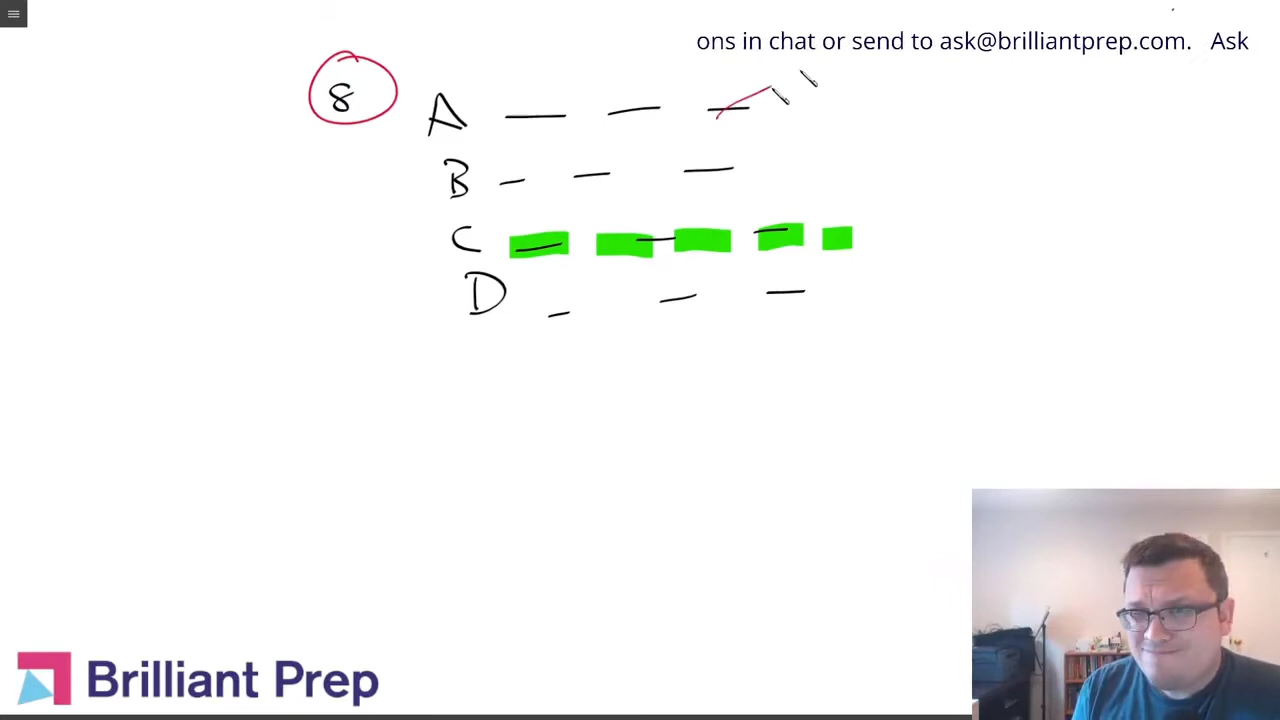 ons in chat or send to ask@brilliantprep.com. Ask
8
A
B
C
D
Brilliant Prep